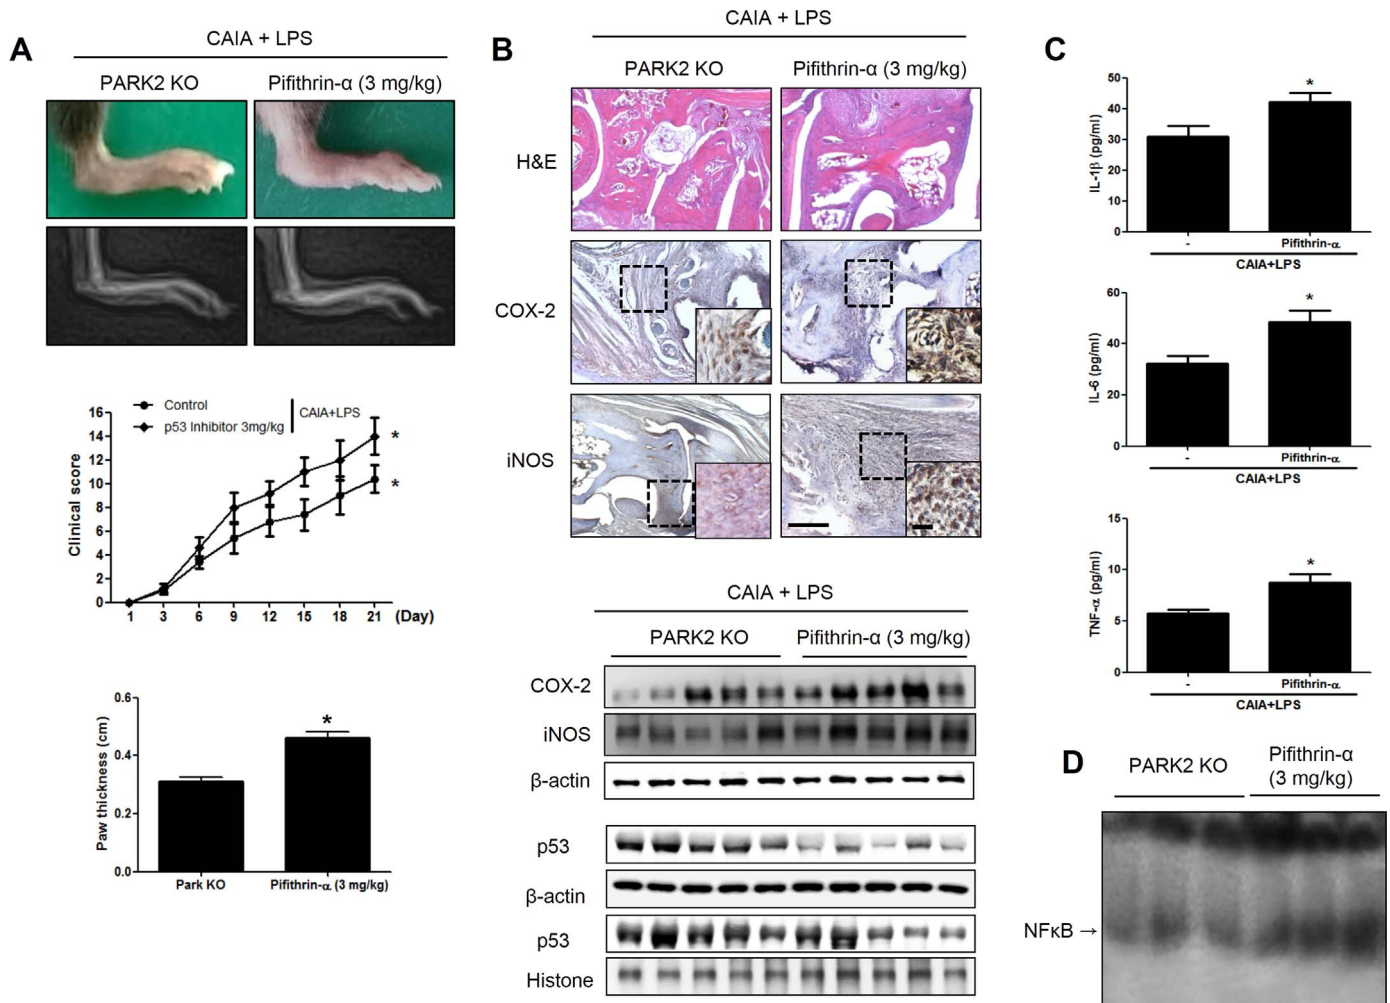 A
CAIA + LPS
PARK2 KO
Pifithrin-α (3 mg/kg)
Control
p53 Inhibitor 3mg/kg
CAIA+LPS
Clinical score
16
14
12
10
8
6
4
2
0
*
*
1 3 6 9 12 15 18 21 (Day)
Paw thickness (cm)
0.6
0.4
0.2
0.0
*
Park KO
Pifithrin-α (3 mg/kg)
B
CAIA + LPS
PARK2 KO
Pifithrin-α (3 mg/kg)
H&E
COX-2
iNOS
CAIA + LPS
PARK2 KO
Pifithrin-α (3 mg/kg)
COX-2
iNOS
β-actin
p53
β-actin
p53
Histone
C
IL-1β (pg/ml)
50
40
30
20
10
0
*
-
Pifithrin-α
CAIA+LPS
IL-6 (pg/ml)
60
40
20
0
*
-
Pifithrin-α
CAIA+LPS
TNF-α (pg/ml)
15
10
5
0
*
-
Pifithrin-α
CAIA+LPS
D
PARK2 KO
Pifithrin-α
(3 mg/kg)
NFκB →